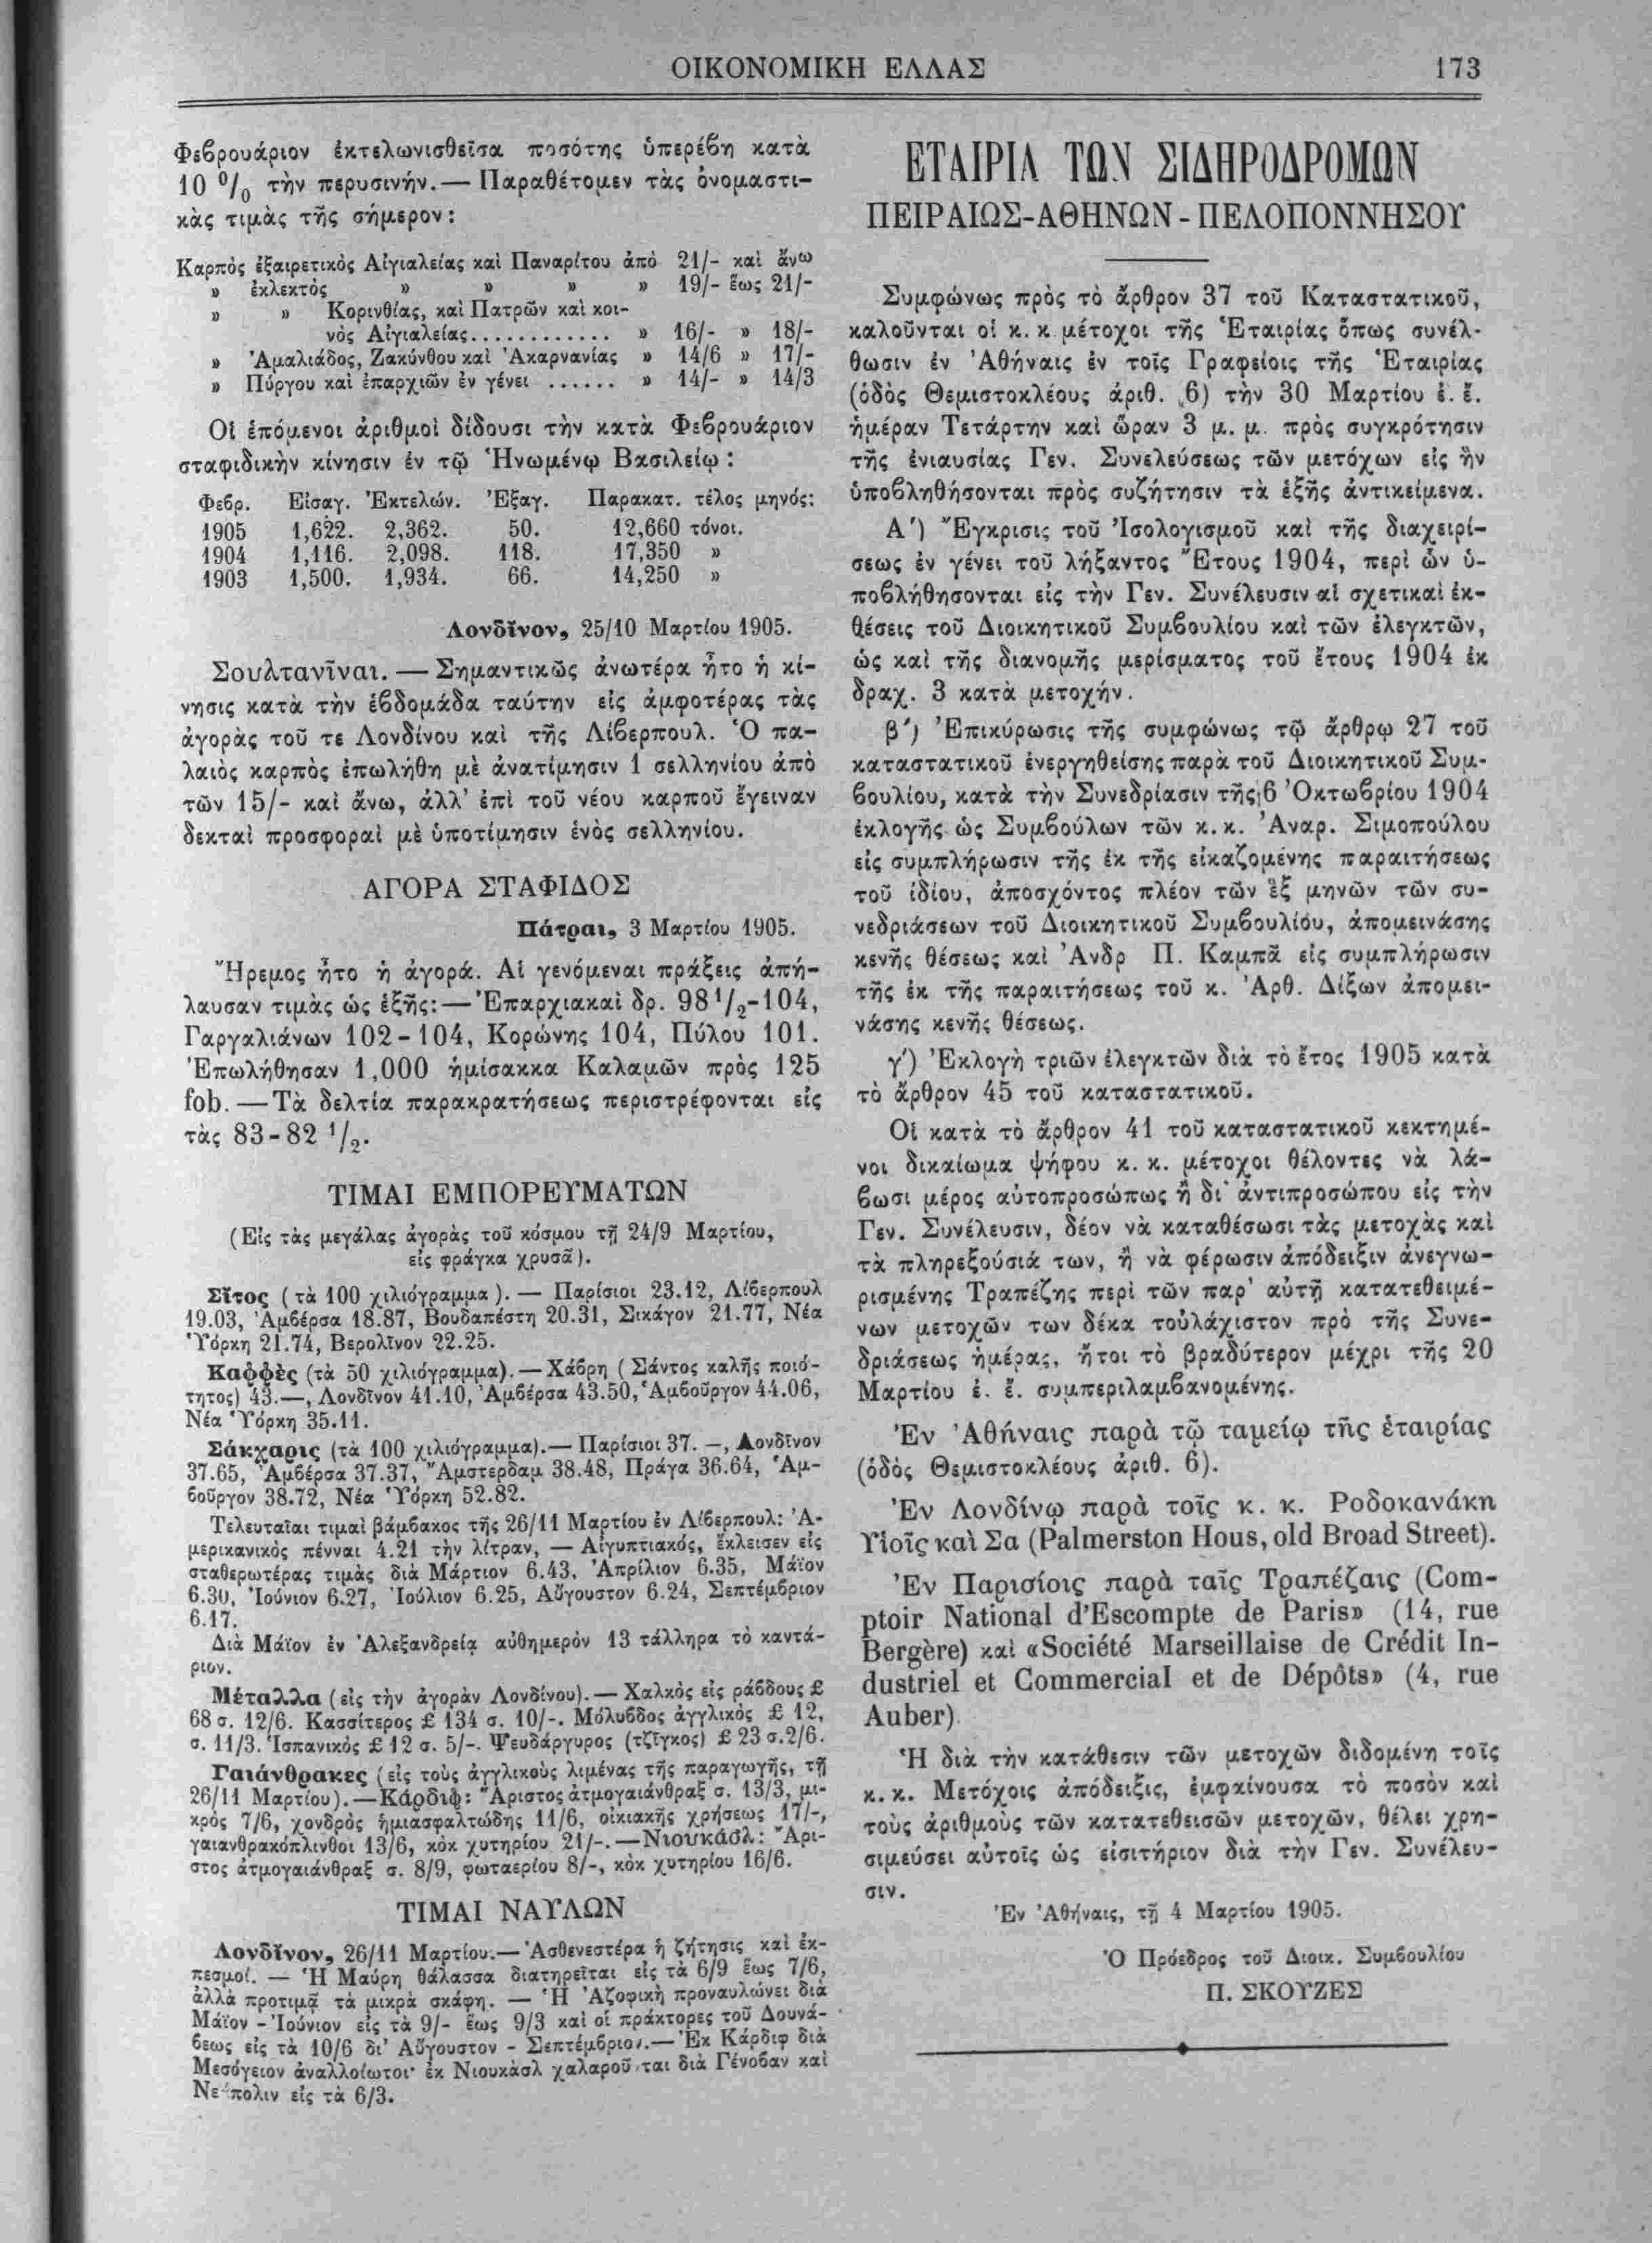 ΟΙΚΟΝΟΜΙΚΗ ΕΛΛΑΣ 173
Φεβρουάριον ἐκτελωνισθεῖσα ποσότης ὑπερέβη κατὰ
10 % τὴν περυσινήν.— Παραθέτομεν τὰς ὀνομαστι-
κὰς τιμὰς τῆς σήμερον:
Καρπὸς ἐξαιρετικὸς Αἰγιαλείας καὶ Παναρίτου ἀπὸ 21/- καὶ ἄνω
» ἐκλεκτὸς » » » » 19/- ἕως 21/-
» » Κορινθίας, καὶ Πατρῶν καὶ κοι-
νὸς Αἰγιαλείας............ » 16/- » 18/-
» Ἀμαλιάδος, Ζακύνθου καὶ Ἀκαρνανίας » 14/6 » 17/-
» Πύργου καὶ ἐπαρχιῶν ἐν γένει ...... » 14/- » 14/3
Οἱ ἑπόμενοι ἀριθμοὶ δίδουσι τὴν κατὰ Φεβρουάριον
σταφιδικὴν κίνησιν ἐν τῷ Ἡνωμένῳ Βασιλείῳ:
Φεβρ. Εἰσαγ. Ἐκτελών. Ἐξαγ. Παρακατ. τέλος μηνός:
1905 1,622. 2,362. 50. 12,660 τόνοι.
1904 1,116. 2,098. 118. 17,350 »
1903 1,500. 1,934. 66. 14,250 »
Λονδῖνον, 25/10 Μαρτίου 1905.
Σουλτανῖναι. — Σημαντικῶς ἀνωτέρα ἦτο ἡ κί-
νησις κατὰ τὴν ἑβδομάδα ταύτην εἰς ἀμφοτέρας τὰς
ἀγορὰς τοῦ τε Λονδίνου καὶ τῆς Λίβερπουλ. Ὁ πα-
λαιὸς καρπὸς ἐπωλήθη μὲ ἀνατίμησιν 1 σελληνίου ἀπὸ
τῶν 15/- καὶ ἄνω, ἀλλ' ἐπὶ τοῦ νέου καρποῦ ἔγειναν
δεκταὶ προσφοραὶ μὲ ὑποτίμησιν ἑνὸς σελληνίου.
ΑΓΟΡΑ ΣΤΑΦΙΔΟΣ
Πάτραι, 3 Μαρτίου 1905.
Ἤρεμος ἦτο ἡ ἀγορά. Αἱ γενόμεναι πράξεις ἀπή-
λαυσαν τιμὰς ὡς ἑξῆς:— Ἐπαρχιακαὶ δρ. 98 1/2-104,
Γαργαλιάνων 102-104, Κορώνης 104, Πύλου 101.
Ἐπωλήθησαν 1,000 ἡμίσακκα Καλαμῶν πρὸς 125
fob.— Τὰ δελτία παρακρατήσεως περιστρέφονται εἰς
τὰς 83-82 1/2.
ΤΙΜΑΙ ΕΜΠΟΡΕΥΜΑΤΩΝ
(Εἰς τὰς μεγάλας ἀγορὰς τοῦ κόσμου τῇ 24/9 Μαρτίου,
εἰς φράγκα χρυσᾶ).
Σῖτος (τὰ 100 χιλιόγραμμα). — Παρίσιοι 23.12, Λίβερπουλ
19.03, Ἀμβέρσα 18.87, Βουδαπέστη 20.31, Σικάγον 21.77, Νέα
Ὑόρκη 21.74, Βερολῖνον 22.25.
Καφφὲς (τὰ 50 χιλιόγραμμα).— Χάβρη (Σάντος καλῆς ποιό-
τητος) 43.—, Λονδῖνον 41.10, Ἀμβέρσα 43.50, Ἀμβοῦργον 44.06,
Νέα Ὑόρκη 35.11.
Σάκχαρις (τὰ 100 χιλιόγραμμα).— Παρίσιοι 37. —, Λονδῖνον
37.65, Ἀμβέρσα 37.37, Ἄμστερδαμ 38.48, Πράγα 36.64, Ἀμ-
βοῦργον 38.72, Νέα Ὑόρκη 52.82.
Τελευταῖαι τιμαὶ βάμβακος τῆς 26/11 Μαρτίου ἐν Λίβερπουλ: Ἀ-
μερικανικὸς πένναι 4.21 τὴν λίτραν, — Αἰγυπτιακός, ἔκλεισεν εἰς
σταθερωτέρας τιμὰς διὰ Μάρτιον 6.43, Ἀπρίλιον 6.35, Μάϊον
6.30, Ἰούνιον 6.27, Ἰούλιον 6.25, Αὔγουστον 6.24, Σεπτέμβριον
6.17.
Διὰ Μάϊον ἐν Ἀλεξανδρείᾳ αὐθημερὸν 13 τάλληρα τὸ καντά-
ριον.
Μέταλλα (εἰς τὴν ἀγορὰν Λονδίνου).— Χαλκὸς εἰς ράβδους £
68 σ. 12/6. Κασσίτερος £ 134 σ. 10/-. Μόλυβδος ἀγγλικὸς £ 12,
σ. 11/3. Ἱσπανικὸς £ 12 σ. 5/-. Ψευδάργυρος (τζῖγκος) £ 23 σ.2/6.
Γαιάνθρακες (εἰς τοὺς ἀγγλικοὺς λιμένας τῆς παραγωγῆς, τῇ
26/11 Μαρτίου).—Κάρδιφ: Ἄριστος ἀτμογαιάνθραξ σ. 13/3, μι-
κρὸς 7/6, χονδρὸς ἡμιασφαλτώδης 11/6, οἰκιακῆς χρήσεως 17/-,
γαιανθρακόπλινθοι 13/6, κὸκ χυτηρίου 21/-.—Νιουκάσλ: Ἄρι-
στος ἀτμογαιάνθραξ σ. 8/9, φωταερίου 8/-, κὸκ χυτηρίου 16/6.
ΤΙΜΑΙ ΝΑΥΛΩΝ
Λονδῖνον, 26/11 Μαρτίου.— Ἀσθενεστέρα ἡ ζήτησις καὶ ἐκ-
πεσμοί. — Ἡ Μαύρη θάλασσα διατηρεῖται εἰς τὰ 6/9 ἕως 7/6,
ἀλλὰ προτιμᾷ τὰ μικρὰ σκάφη. — Ἡ Ἀζοφικὴ προναυλώνει διὰ
Μάϊον - Ἰούνιον εἰς τὰ 9/- ἕως 9/3 καὶ οἱ πράκτορες τοῦ Δουνά-
βεως εἰς τὰ 10/6 δι' Αὔγουστον - Σεπτέμβριον.— Ἐκ Κάρδιφ διὰ
Μεσόγειον ἀναλλοίωτοι· ἐκ Νιουκὰσλ χαλαροῦνται διὰ Γένοβαν καὶ
Νεάπολιν εἰς τὰ 6/3.
ΕΤΑΙΡΙΑ ΤΩΝ ΣΙΔΗΡΟΔΡΟΜΩΝ
ΠΕΙΡΑΙΩΣ-ΑΘΗΝΩΝ-ΠΕΛΟΠΟΝΝΗΣΟΥ
Συμφώνως πρὸς τὸ ἄρθρον 37 τοῦ Καταστατικοῦ,
καλοῦνται οἱ κ. κ. μέτοχοι τῆς Ἑταιρίας ὅπως συνέλ-
θωσιν ἐν Ἀθήναις ἐν τοῖς Γραφείοις τῆς Ἑταιρίας
(ὁδὸς Θεμιστοκλέους ἀριθ. 6) τὴν 30 Μαρτίου ἐ. ἔ.
ἡμέραν Τετάρτην καὶ ὥραν 3 μ. μ. πρὸς συγκρότησιν
τῆς ἐνιαυσίας Γεν. Συνελεύσεως τῶν μετόχων εἰς ἣν
ὑποβληθήσονται πρὸς συζήτησιν τὰ ἑξῆς ἀντικείμενα.
Α') Ἔγκρισις τοῦ Ἰσολογισμοῦ καὶ τῆς διαχειρί-
σεως ἐν γένει τοῦ λήξαντος Ἔτους 1904, περὶ ὧν ὑ-
ποβλήθησονται εἰς τὴν Γεν. Συνέλευσιν αἱ σχετικαὶ ἐκ-
θέσεις τοῦ Διοικητικοῦ Συμβουλίου καὶ τῶν ἐλεγκτῶν,
ὡς καὶ τῆς διανομῆς μερίσματος τοῦ ἔτους 1904 ἐκ
δραχ. 3 κατὰ μετοχήν.
β') Ἐπικύρωσις τῆς συμφώνως τῷ ἄρθρῳ 27 τοῦ
καταστατικοῦ ἐνεργηθείσης παρὰ τοῦ Διοικητικοῦ Συμ-
βουλίου, κατὰ τὴν Συνεδρίασιν τῆς 6 Ὀκτωβρίου 1904
ἐκλογῆς ὡς Συμβούλων τῶν κ.κ. Ἀναρ. Σιμοπούλου
εἰς συμπλήρωσιν τῆς ἐκ τῆς εἰκαζομένης παραιτήσεως
τοῦ ἰδίου, ἀποσχόντος πλέον τῶν ἓξ μηνῶν τῶν συ-
νεδριάσεων τοῦ Διοικητικοῦ Συμβουλίου, ἀπομεινάσης
κενῆς θέσεως καὶ Ἀνδρ Π. Καμπᾶ εἰς συμπλήρωσιν
τῆς ἐκ τῆς παραιτήσεως τοῦ κ. Ἀρθ. Δίξων ἀπομει-
νάσης κενῆς θέσεως.
γ') Ἐκλογὴ τριῶν ἐλεγκτῶν διὰ τὸ ἔτος 1905 κατὰ
τὸ ἄρθρον 45 τοῦ καταστατικοῦ.
Οἱ κατὰ τὸ ἄρθρον 41 τοῦ καταστατικοῦ κεκτημέ-
νοι δικαίωμα ψήφου κ. κ. μέτοχοι θέλοντες νὰ λά-
βωσι μέρος αὐτοπροσώπως ἢ δι' ἀντιπροσώπου εἰς τὴν
Γεν. Συνέλευσιν, δέον νὰ καταθέσωσι τὰς μετοχὰς καὶ
τὰ πληρεξούσιά των, ἢ νὰ φέρωσιν ἀπόδειξιν ἀνεγνω-
ρισμένης Τραπέζης περὶ τῶν παρ' αὐτῇ κατατεθειμέ-
νων μετοχῶν των δέκα τοὐλάχιστον πρὸ τῆς Συνε-
δριάσεως ἡμέρας, ἤτοι τὸ βραδύτερον μέχρι τῆς 20
Μαρτίου ἐ. ἔ. συμπεριλαμβανομένης.
Ἐν Ἀθήναις παρὰ τῷ ταμείῳ τῆς ἑταιρίας
(ὁδὸς Θεμιστοκλέους ἀριθ. 6).
Ἐν Λονδίνῳ παρὰ τοῖς κ. κ. Ροδοκανάκη
Υἱοῖς καὶ Σα (Palmerston Hous, old Broad Street).
Ἐν Παρισίοις παρὰ ταῖς Τραπέζαις (Com-
ptoir National d'Escompte de Paris» (14, rue
Bergère) καὶ «Société Marseillaise de Crédit In-
dustriel et Commercial et de Dépôts» (4, rue
Auber)
Ἡ διὰ τὴν κατάθεσιν τῶν μετοχῶν διδομένη τοῖς
κ. κ. Μετόχοις ἀπόδειξις, ἐμφαίνουσα τὸ ποσὸν καὶ
τοὺς ἀριθμοὺς τῶν κατατεθεισῶν μετοχῶν, θέλει χρη-
σιμεύσει αὐτοῖς ὡς εἰσιτήριον διὰ τὴν Γεν. Συνέλευ-
σιν.
Ἐν Ἀθήναις, τῇ 4 Μαρτίου 1905.
Ὁ Πρόεδρος τοῦ Διοικ. Συμβουλίου
Π. ΣΚΟΥΖΕΣ